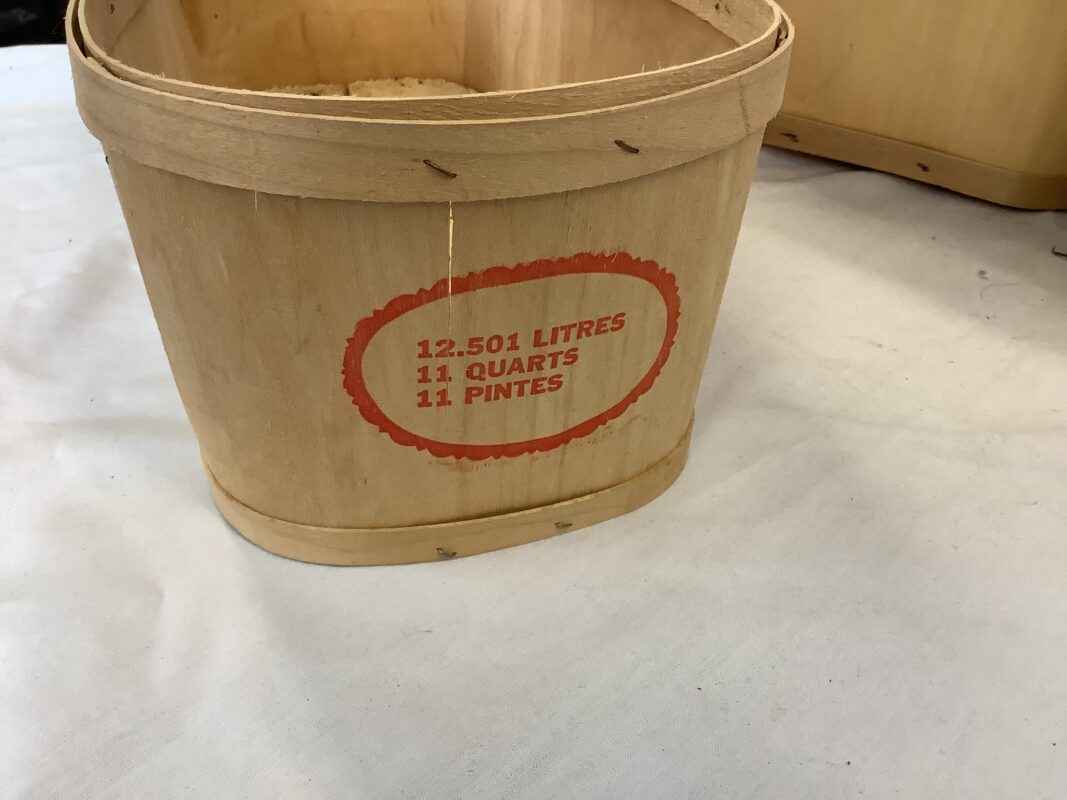 12.501 LITRES
11 QUARTS
11 PINTES